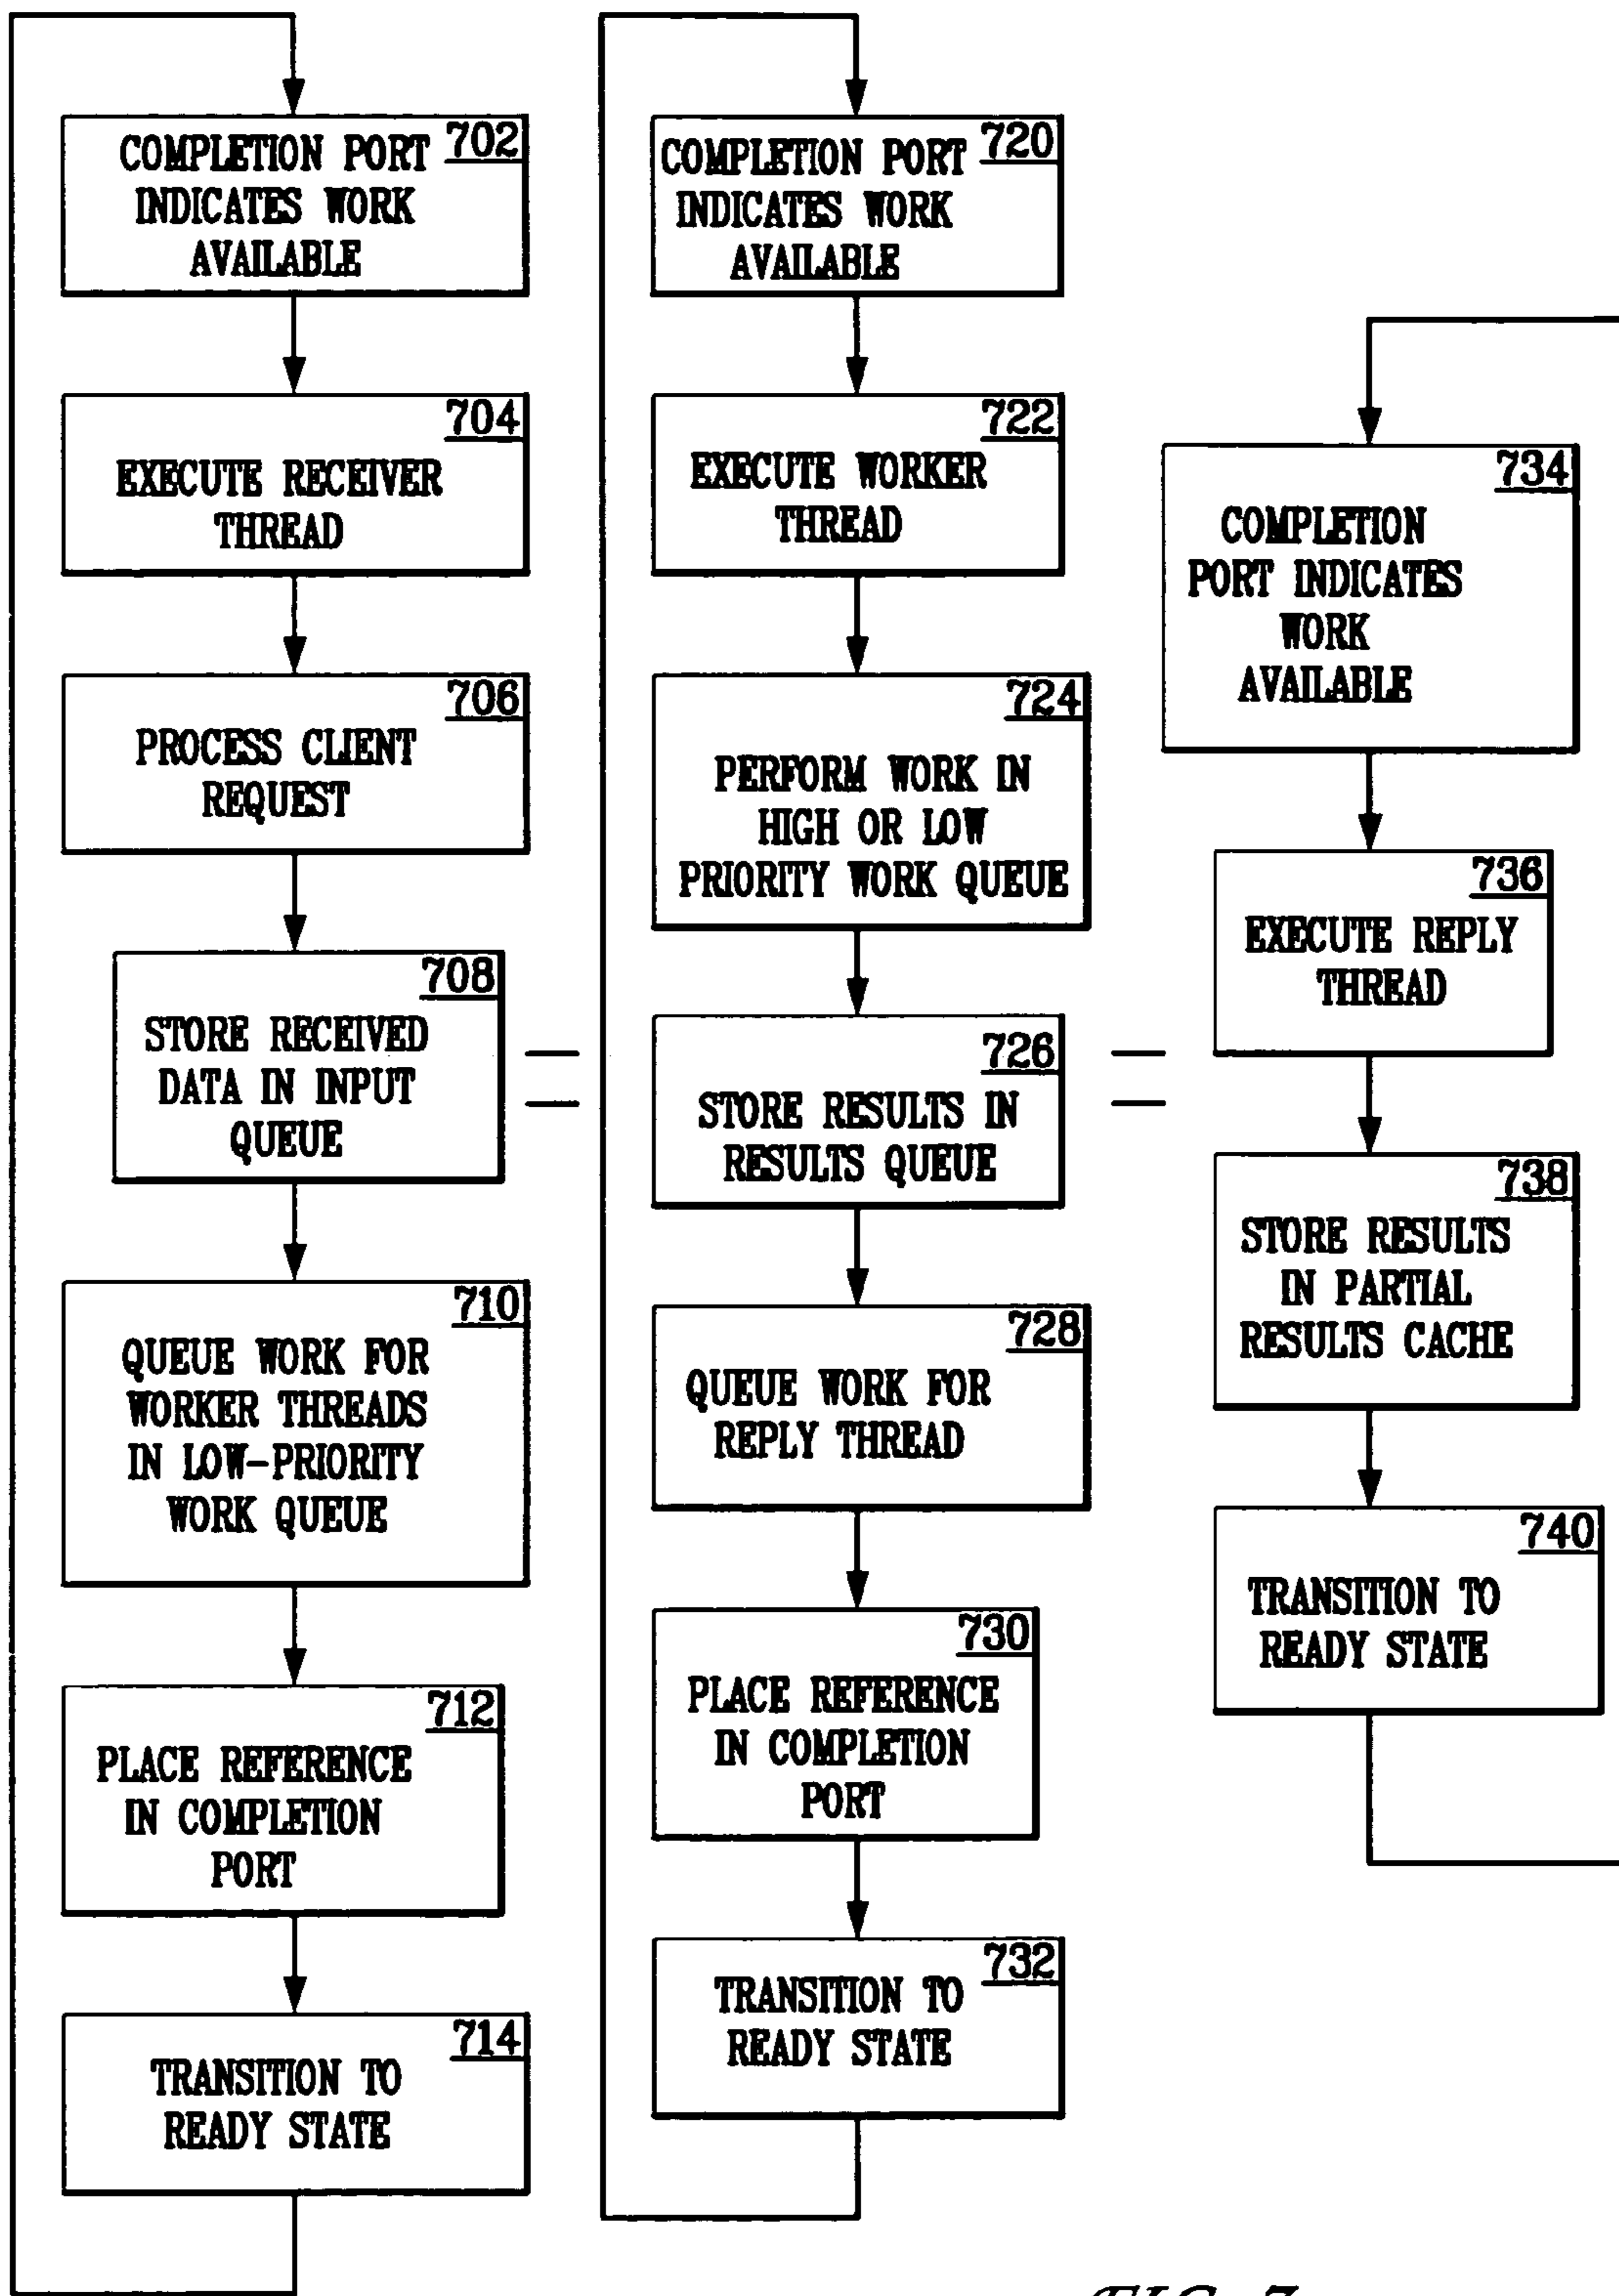 702
COMPLETION PORT
INDICATES WORK
AVAILABLE
704
EXECUTE RECEIVER
THREAD
706
PROCESS CLIENT
REQUEST
708
STORE RECEIVED
DATA IN INPUT
QUEUE
710
QUEUE WORK FOR
WORKER THREADS
IN LOW-PRIORITY
WORK QUEUE
712
PLACE REFERENCE
IN COMPLETION
PORT
714
TRANSITION TO
READY STATE
720
COMPLETION PORT
INDICATES WORK
AVAILABLE
722
EXECUTE WORKER
THREAD
724
PERFORM WORK IN
HIGH OR LOW
PRIORITY WORK QUEUE
726
STORE RESULTS IN
RESULTS QUEUE
728
QUEUE WORK FOR
REPLY THREAD
730
PLACE REFERENCE
IN COMPLETION
PORT
732
TRANSITION TO
READY STATE
734
COMPLETION
PORT INDICATES
WORK
AVAILABLE
736
EXECUTE REPLY
THREAD
738
STORE RESULTS
IN PARTIAL
RESULTS CACHE
740
TRANSITION TO
READY STATE